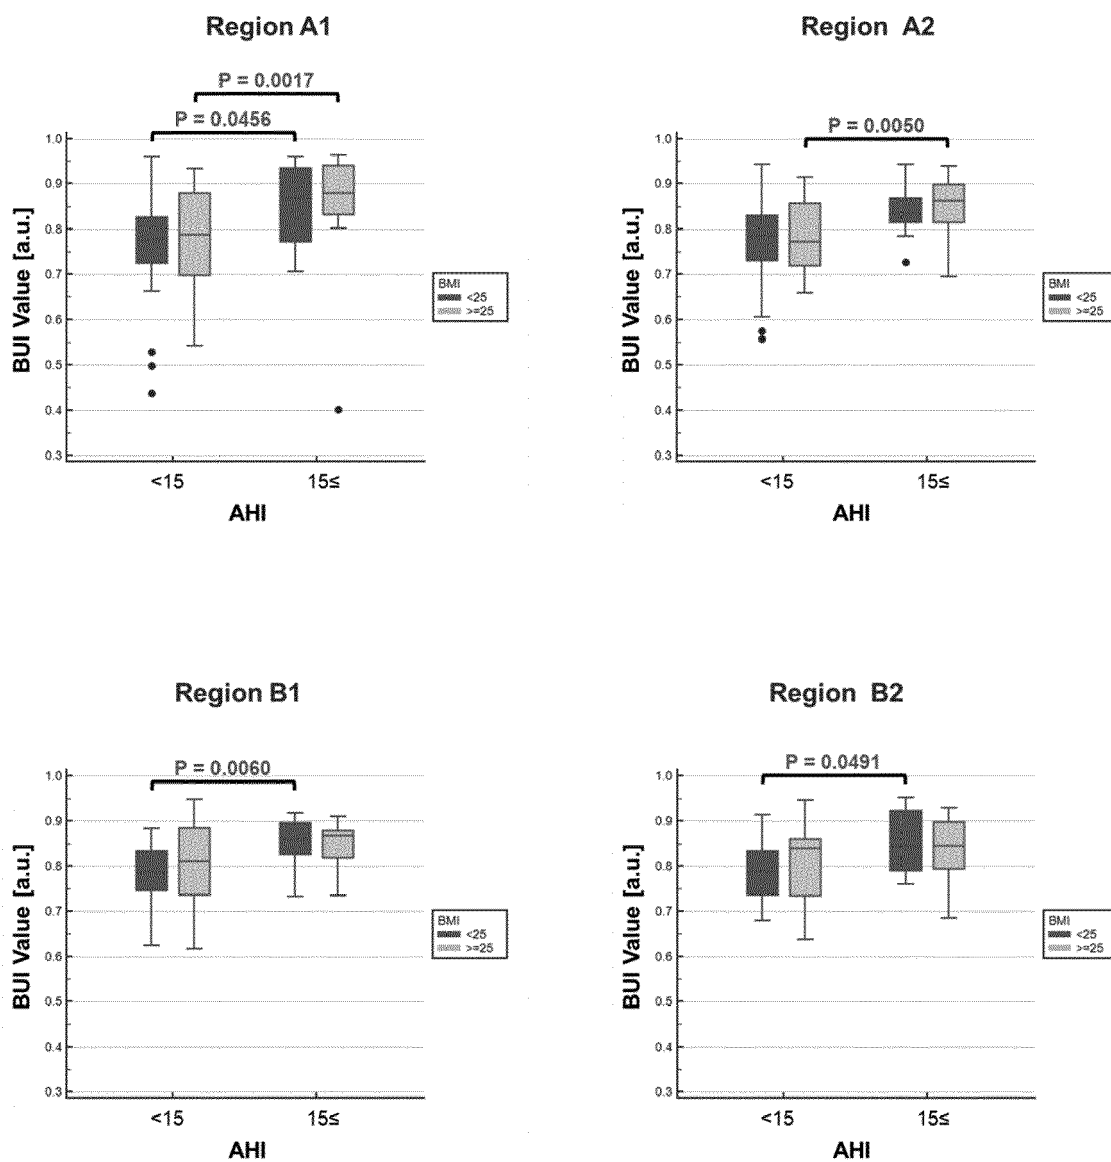 Region A1
P = 0.0017
P = 0.0456
1.0
0.9
0.8
0.7
0.6
0.5
0.4
0.3
BUI Value [a.u.]
<15
15≤
AHI
BMI
<25
>=25
Region A2
P = 0.0050
1.0
0.9
0.8
0.7
0.6
0.5
0.4
0.3
BUI Value [a.u.]
<15
15≤
AHI
BMI
<25
>=25
Region B1
P = 0.0060
1.0
0.9
0.8
0.7
0.6
0.5
0.4
0.3
BUI Value [a.u.]
<15
15≤
AHI
BMI
<25
>=25
Region B2
P = 0.0491
1.0
0.9
0.8
0.7
0.6
0.5
0.4
0.3
BUI Value [a.u.]
<15
15≤
AHI
BMI
<25
>=25